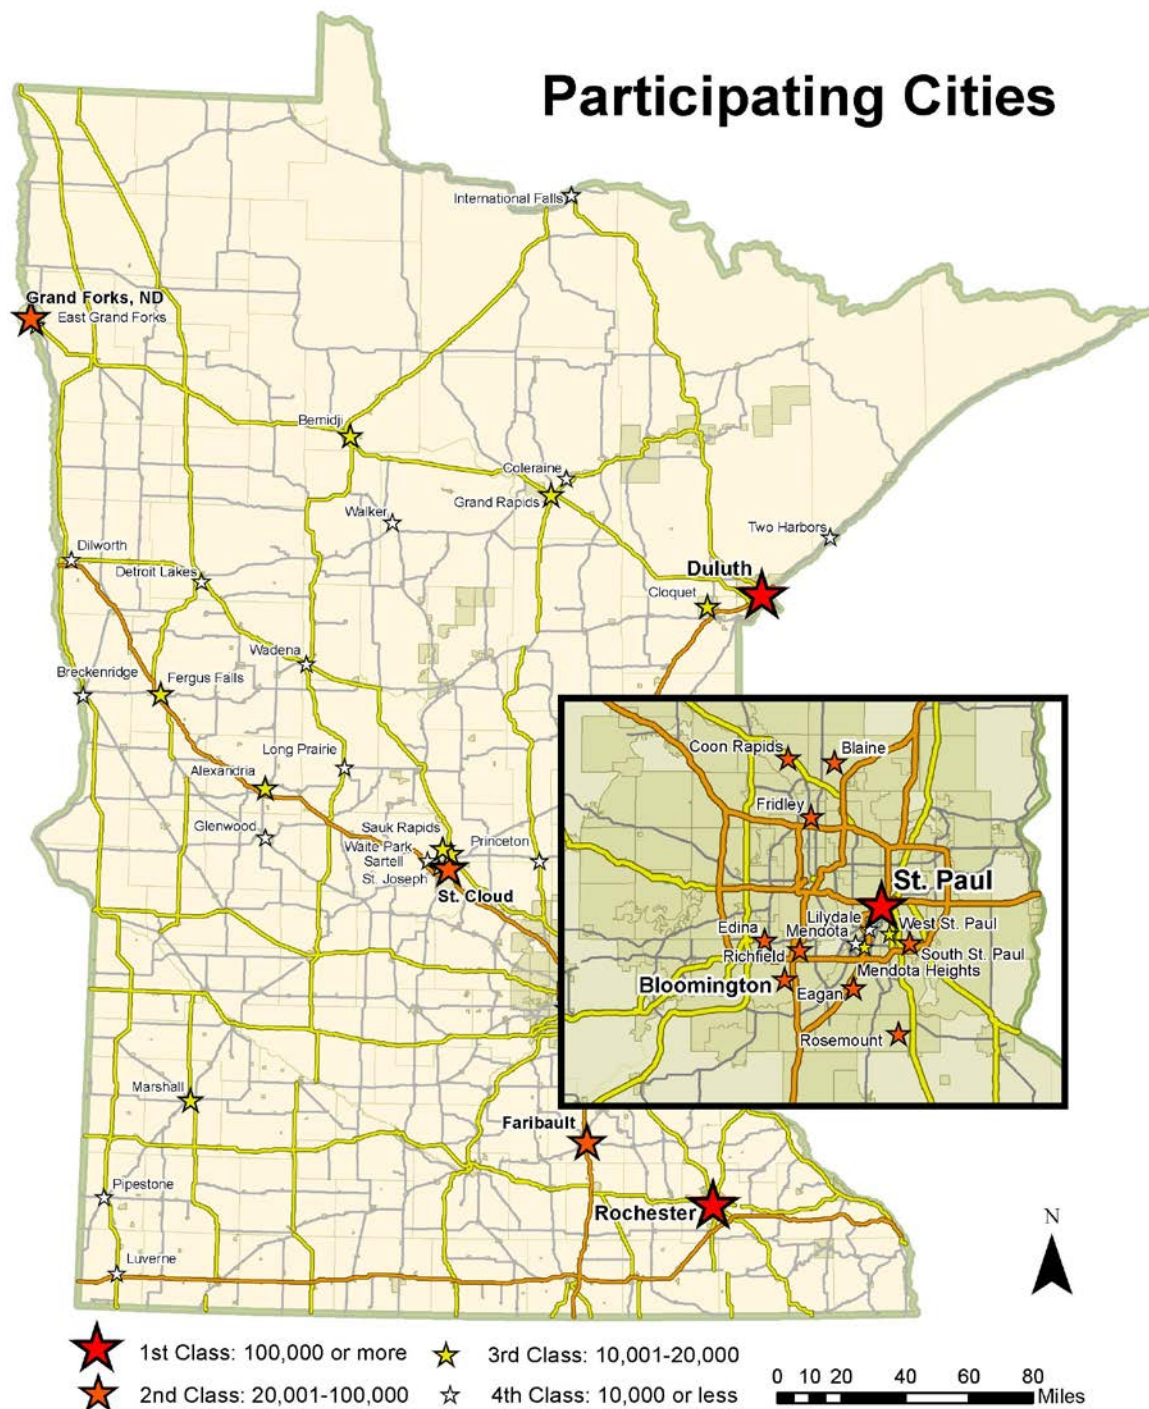 Participating Cities
International Falls
Grand Forks, ND
East Grand Forks
Bemidji
Coleraine
Grand Rapids
Walker
Two Harbors
Dilworth
Detroit Lakes
Duluth
Cloquet
Wadena
Breckenridge
Fergus Falls
Long Prairie
Alexandria
Glenwood
Sauk Rapids
Waite Park
Sartell
St. Joseph
Princeton
St. Cloud
Coon Rapids
Blaine
Fridley
St. Paul
Lilydale
West St. Paul
Edina
Mendota
Richfield
South St. Paul
Mendota Heights
Bloomington
Eagan
Rosemount
Marshall
Faribault
Pipestone
Rochester
Luverne
N
1st Class: 100,000 or more
3rd Class: 10,001-20,000
2nd Class: 20,001-100,000
4th Class: 10,000 or less
0 10 20 40 60 80
Miles